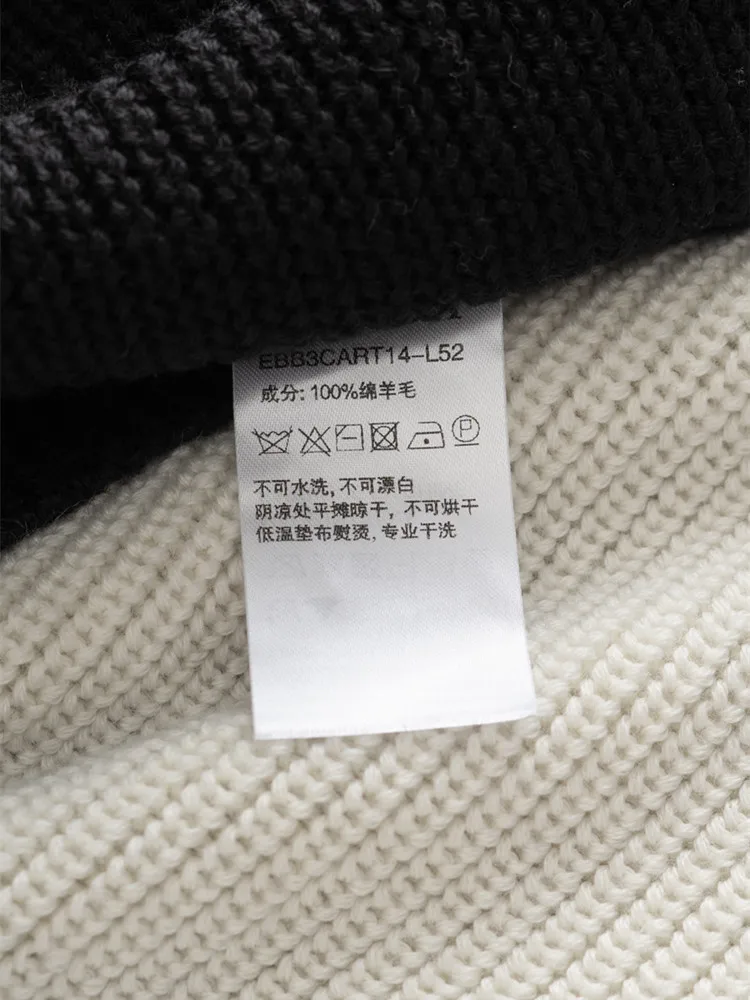 EBB3CART14-L52
成分: 100%绵羊毛
P
不可水洗, 不可漂白
阴凉处平摊晾干, 不可烘干
低温垫布熨烫, 专业干洗